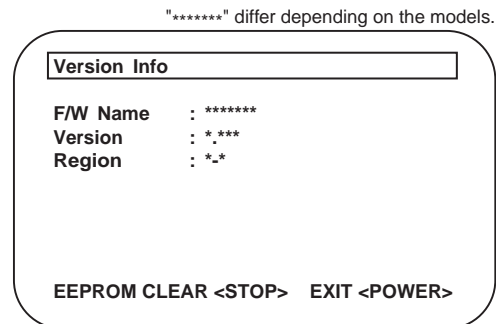 "*******" differ depending on the models.
Version Info
F/W Name : *******
Version : *.***
Region : *-*
EEPROM CLEAR <STOP> EXIT <POWER>